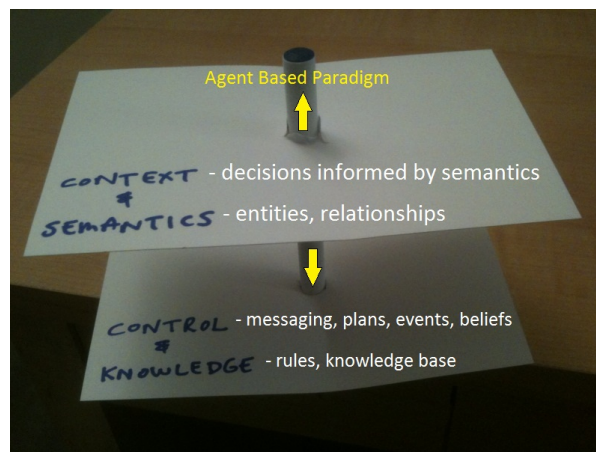 Agent Based Paradigm
CONTEXT - decisions informed by semantics
&
SEMANTICS - entities, relationships
CONTROL - messaging, plans, events, beliefs
&
KNOWLEDGE - rules, knowledge base